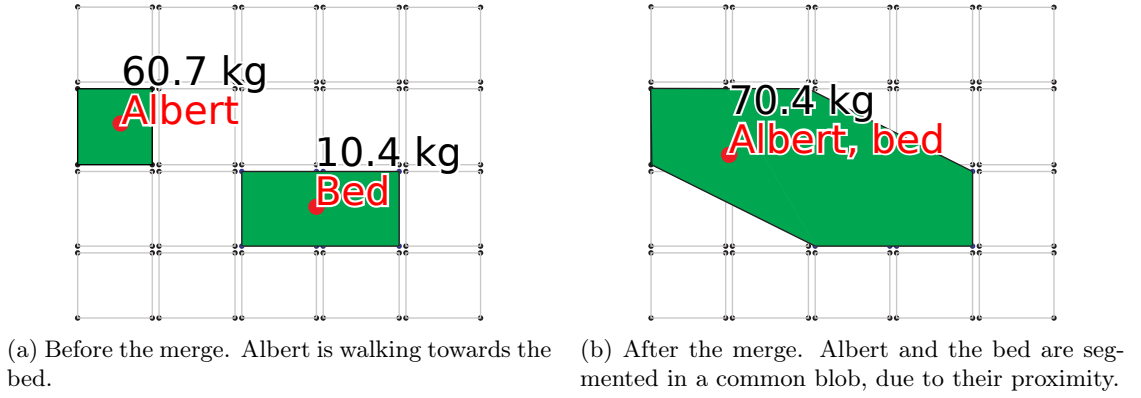 60.7 kg
Albert
10.4 kg
Bed
70.4 kg
Albert, bed
(a) Before the merge. Albert is walking towards the
bed.
(b) After the merge. Albert and the bed are seg-
mented in a common blob, due to their proximity.